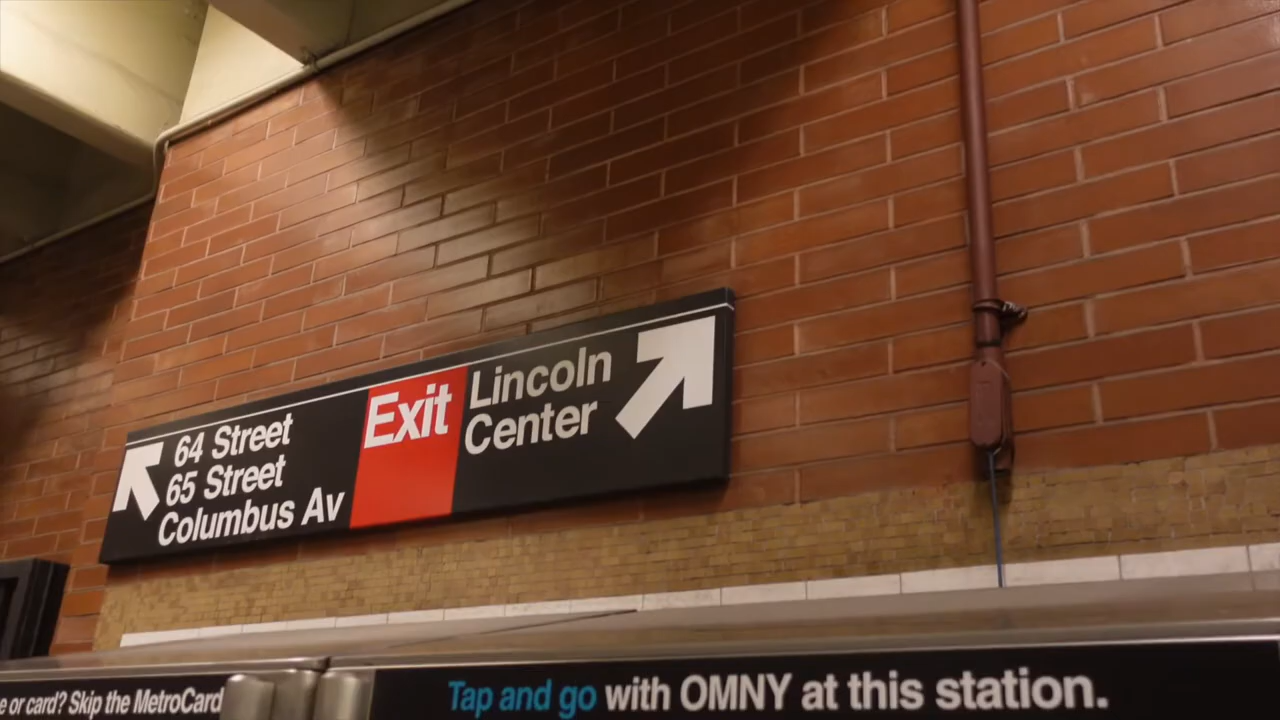 64 Street
65 Street
Columbus Av
Exit
Lincoln
Center
e or card? Skip the MetroCard
Tap and go with OMNY at this station.